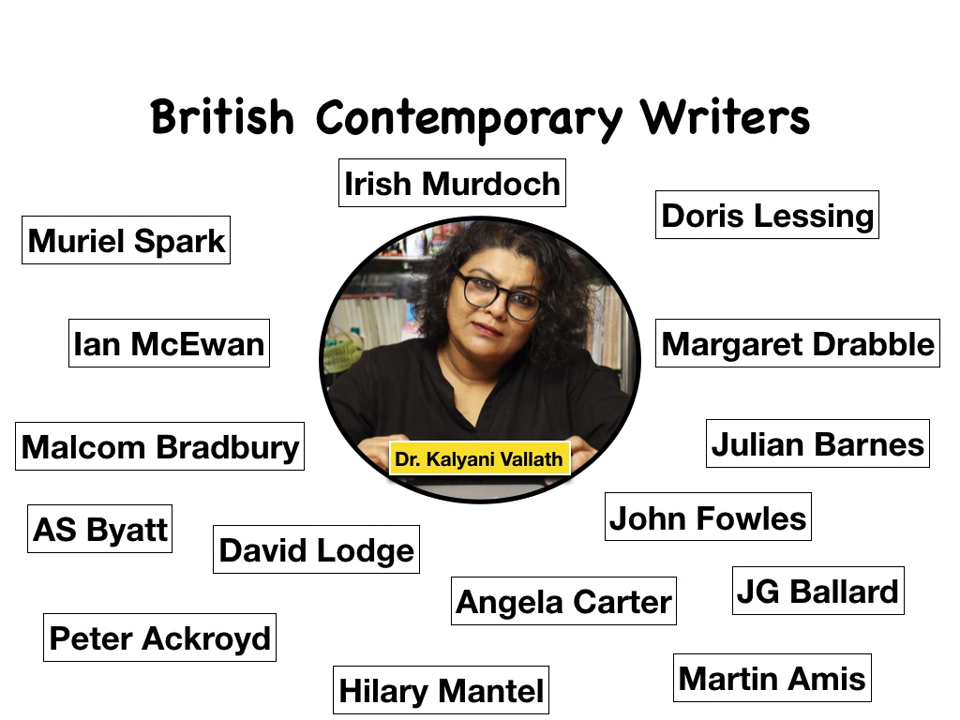 British Contemporary Writers
Irish Murdoch
Doris Lessing
Muriel Spark
Ian McEwan
Margaret Drabble
Malcom Bradbury
Julian Barnes
Dr. Kalyani Vallath
AS Byatt
John Fowles
David Lodge
Angela Carter
JG Ballard
Peter Ackroyd
Hilary Mantel
Martin Amis